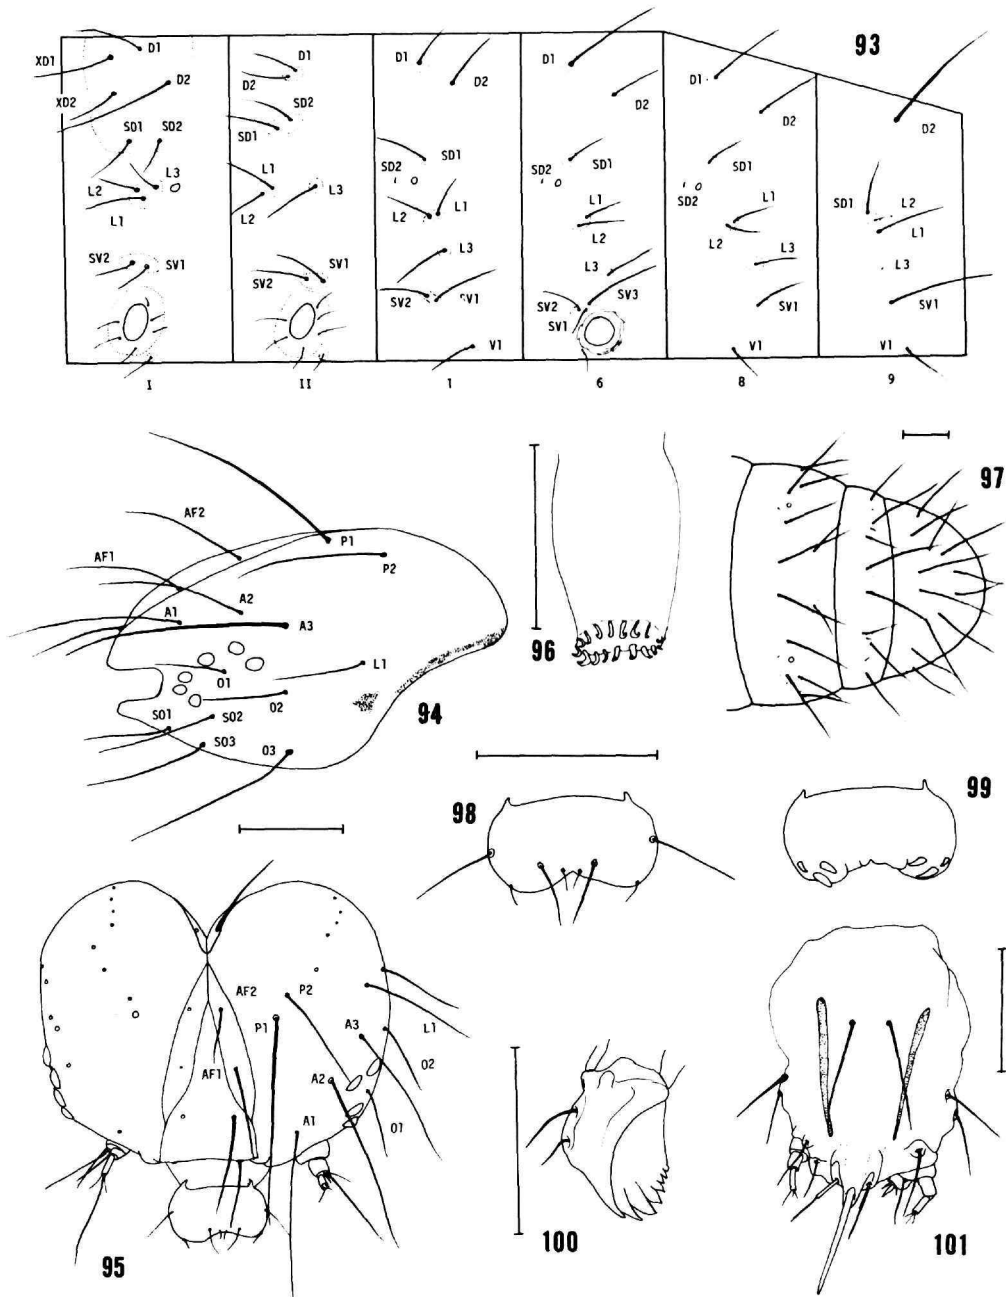 93
XD1 D1 D1 D1 D1 D1
XD2 D2 D2 D2 D2 D2 D2
SD1 SD2 SD2 SD1 SD2 SD1 SD2 SD1 SD2 SD1
L2 L3 L1 L3 L2 L1 L1 L1 L2
L1 L2 L3 L2 L2 L3 L1
SV2 SV1 SV2 SV1 SV2 SV1 L3 L3
SV2 SV3 SV1 SV1
SV1 V1 V1 V1
I II 1 6 8 9
94
AF2
AF1
P1
P2
A2
A1 A3
O1 L1
O2
SO1 SO2
SO3 O3
96
97
98
99
95
AF2 P2
P1 A3 L1
AF1 A2 O2
A1 O1
100
101